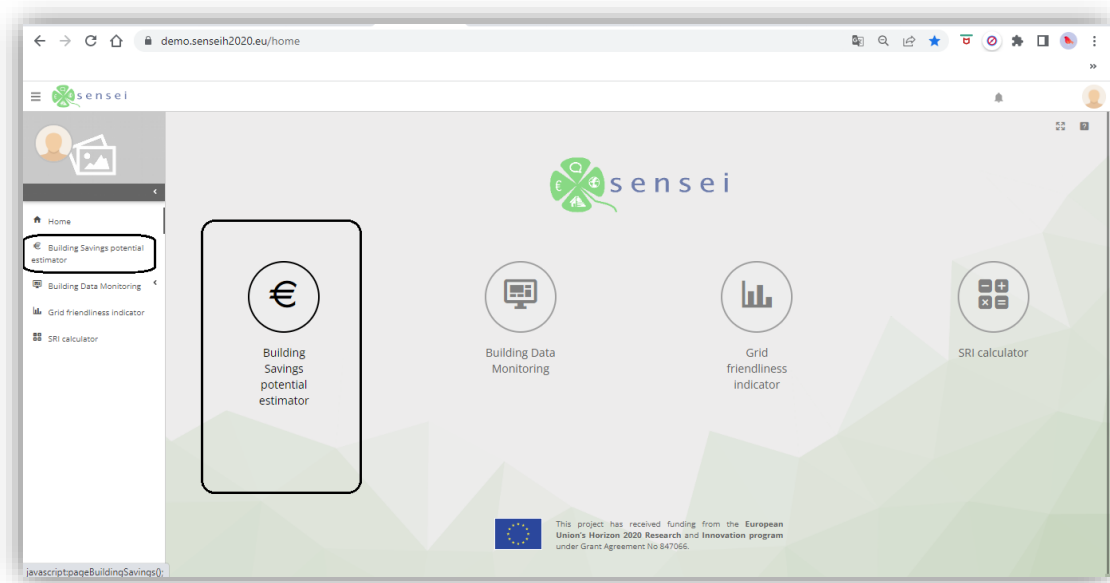 demo.senseih2020.eu/home
sensei
sensei
Home
€ Building Savings potential
estimator
Building Data Monitoring
Grid friendliness indicator
SRI calculator
€
Building
Savings
potential
estimator
Building Data
Monitoring
Grid
friendliness
indicator
SRI calculator
This project has received funding from the European
Union's Horizon 2020 Research and Innovation program
under Grant Agreement No 847066.
javascript:pageBuildingSavings();